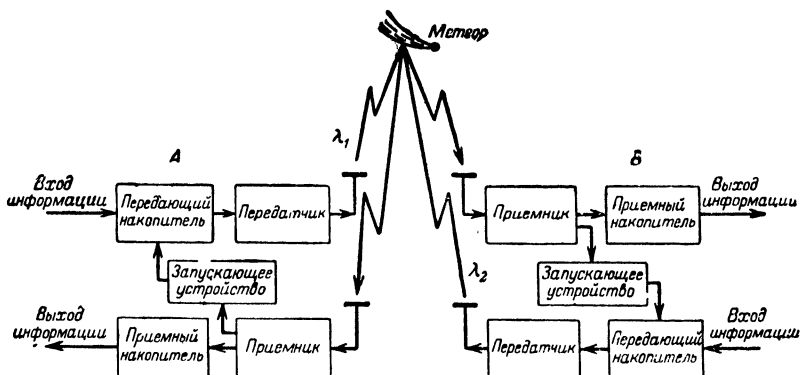 Метеор
λ₁
А
Б
Вход
информации
Передающий
накопитель
Передатчик
Приемник
Приемный
накопитель
Выход
информации
Запускающее
устройство
λ₂
Запускающее
устройство
Выход
информации
Приемный
накопитель
Приемник
Передатчик
Передающий
накопитель
Вход
информации